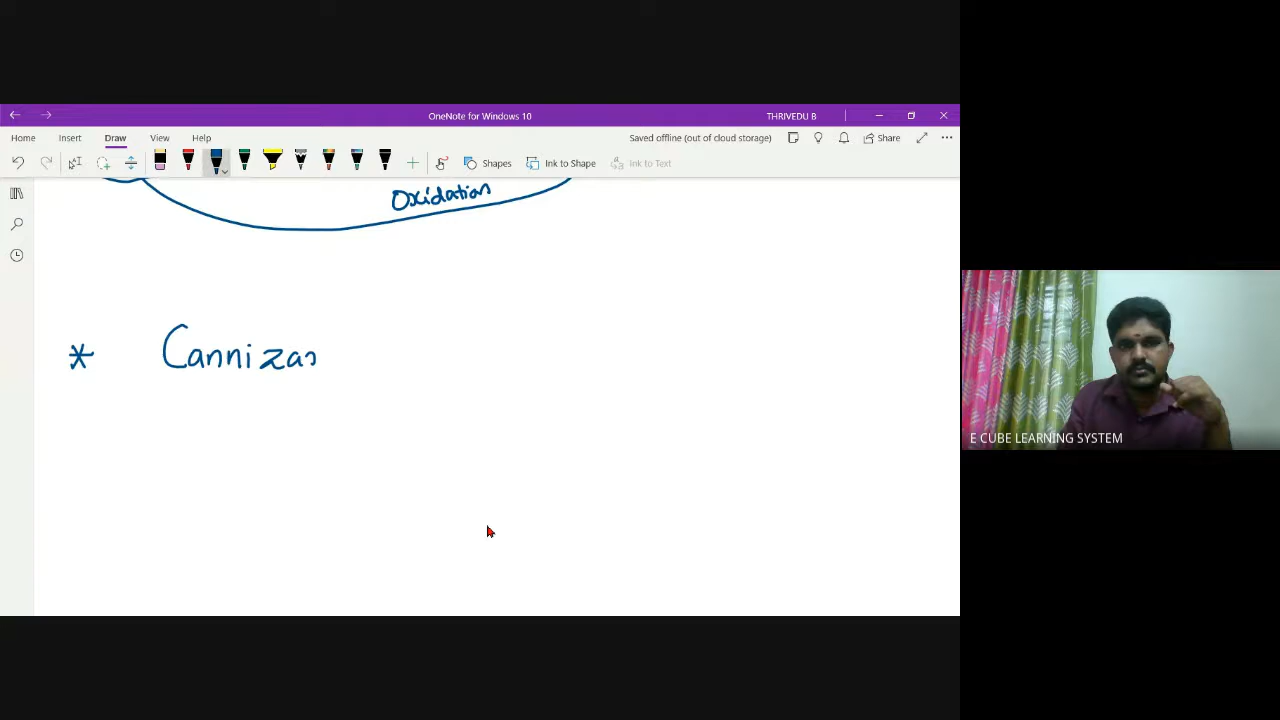 OneNote for Windows 10
THRIVEDU B
Home Insert Draw View Help
Saved offline (out of cloud storage)
Share
Shapes
Ink to Shape
Ink to Text
Oxidation
* Cannizar
E CUBE LEARNING SYSTEM